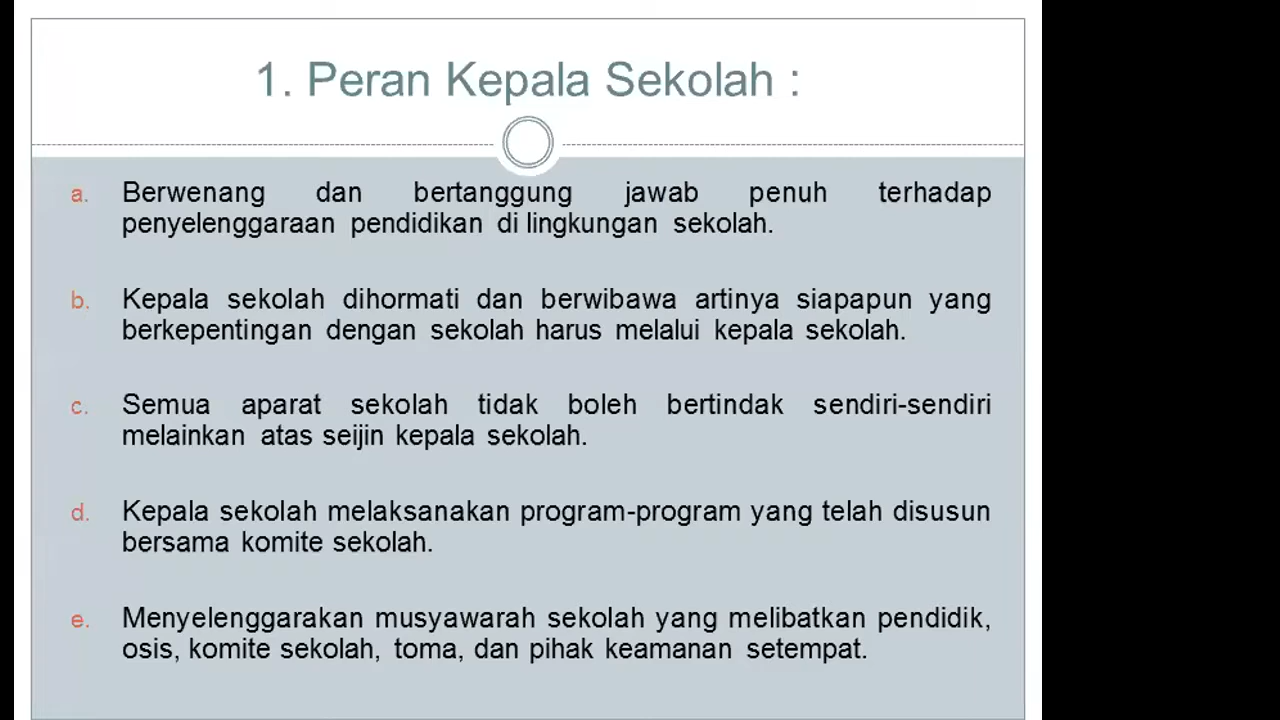 1. Peran Kepala Sekolah :
a. Berwenang dan bertanggung jawab penuh terhadap
penyelenggaraan pendidikan di lingkungan sekolah.
b. Kepala sekolah dihormati dan berwibawa artinya siapapun yang
berkepentingan dengan sekolah harus melalui kepala sekolah.
c. Semua aparat sekolah tidak boleh bertindak sendiri-sendiri
melainkan atas seijin kepala sekolah.
d. Kepala sekolah melaksanakan program-program yang telah disusun
bersama komite sekolah.
e. Menyelenggarakan musyawarah sekolah yang melibatkan pendidik,
osis, komite sekolah, toma, dan pihak keamanan setempat.